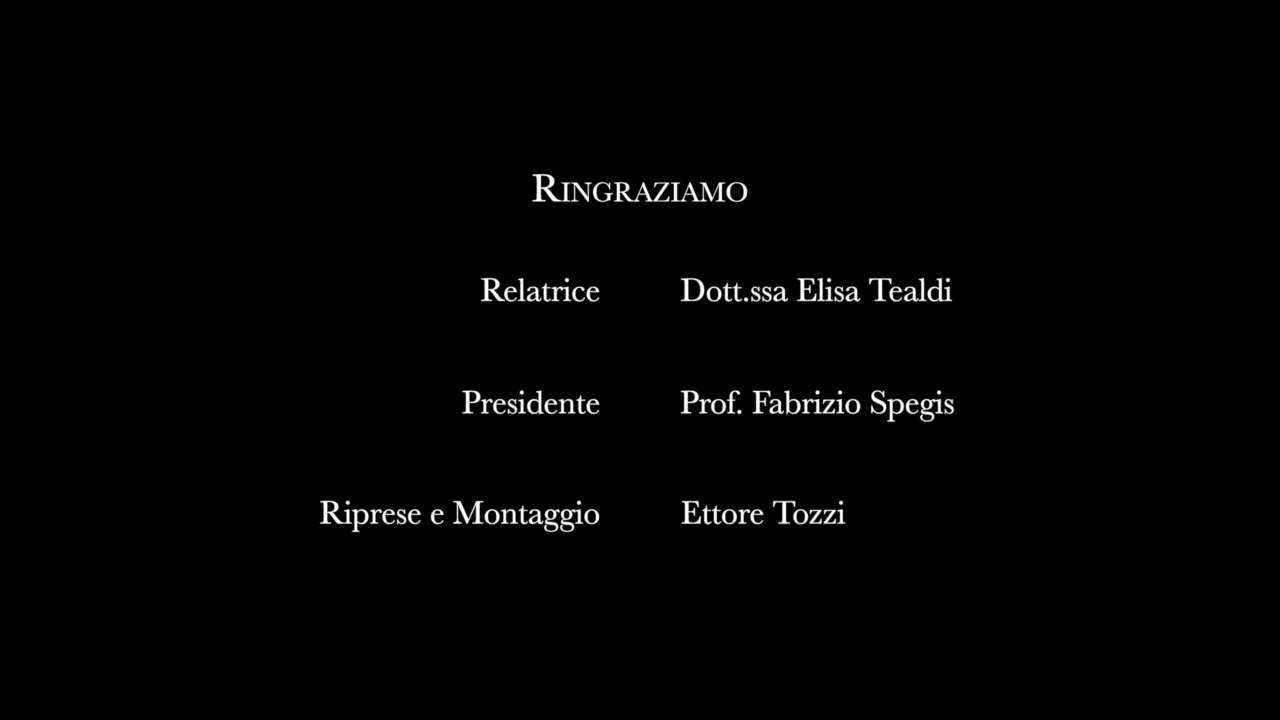 RINGRAZIAMO
Relatrice Dott.ssa Elisa Tealdi
Presidente Prof. Fabrizio Spegis
Riprese e Montaggio Ettore Tozzi